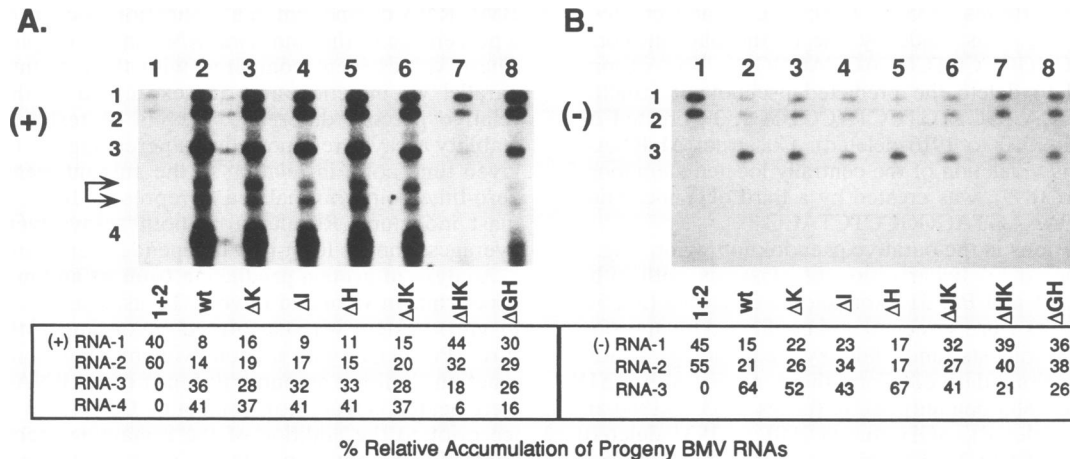 A.
B.
1 2 3 4 5 6 7 8
1 2 3 4 5 6 7 8
(+)
1
2
3
4
(-)
1
2
3
1+2 wt ΔK ΔI ΔH ΔJK ΔHK ΔGH
1+2 wt ΔK ΔI ΔH ΔJK ΔHK ΔGH
(+) RNA-1 40 8 16 9 11 15 44 30
RNA-2 60 14 19 17 15 20 32 29
RNA-3 0 36 28 32 33 28 18 26
RNA-4 0 41 37 41 41 37 6 16
(-) RNA-1 45 15 22 23 17 32 39 36
RNA-2 55 21 26 34 17 27 40 38
RNA-3 0 64 52 43 67 41 21 26
% Relative Accumulation of Progeny BMV RNAs